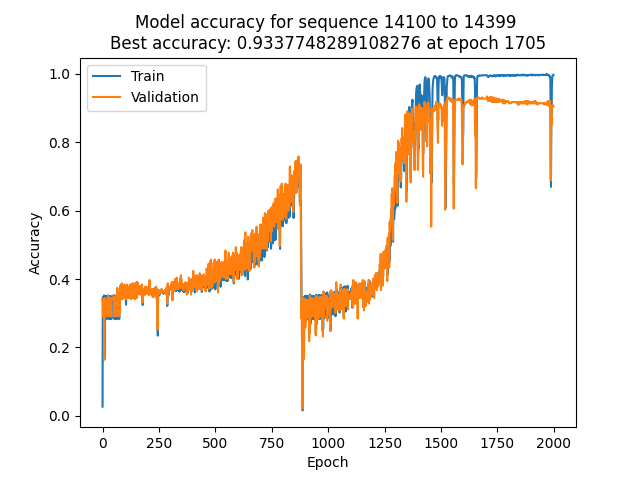 Model accuracy for sequence 14100 to 14399
Best accuracy: 0.9337748289108276 at epoch 1705
Train
Validation
1.0
0.8
0.6
0.4
0.2
0.0
Accuracy
0
250
500
750
1000
1250
1500
1750
2000
Epoch